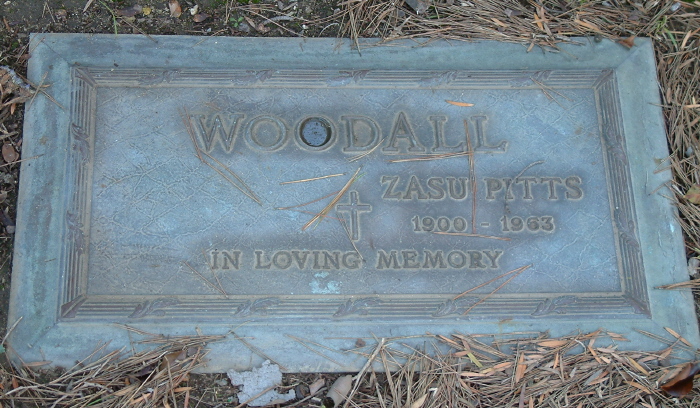 WOODALL
ZASU PITTS
1900 - 1963
IN LOVING MEMORY